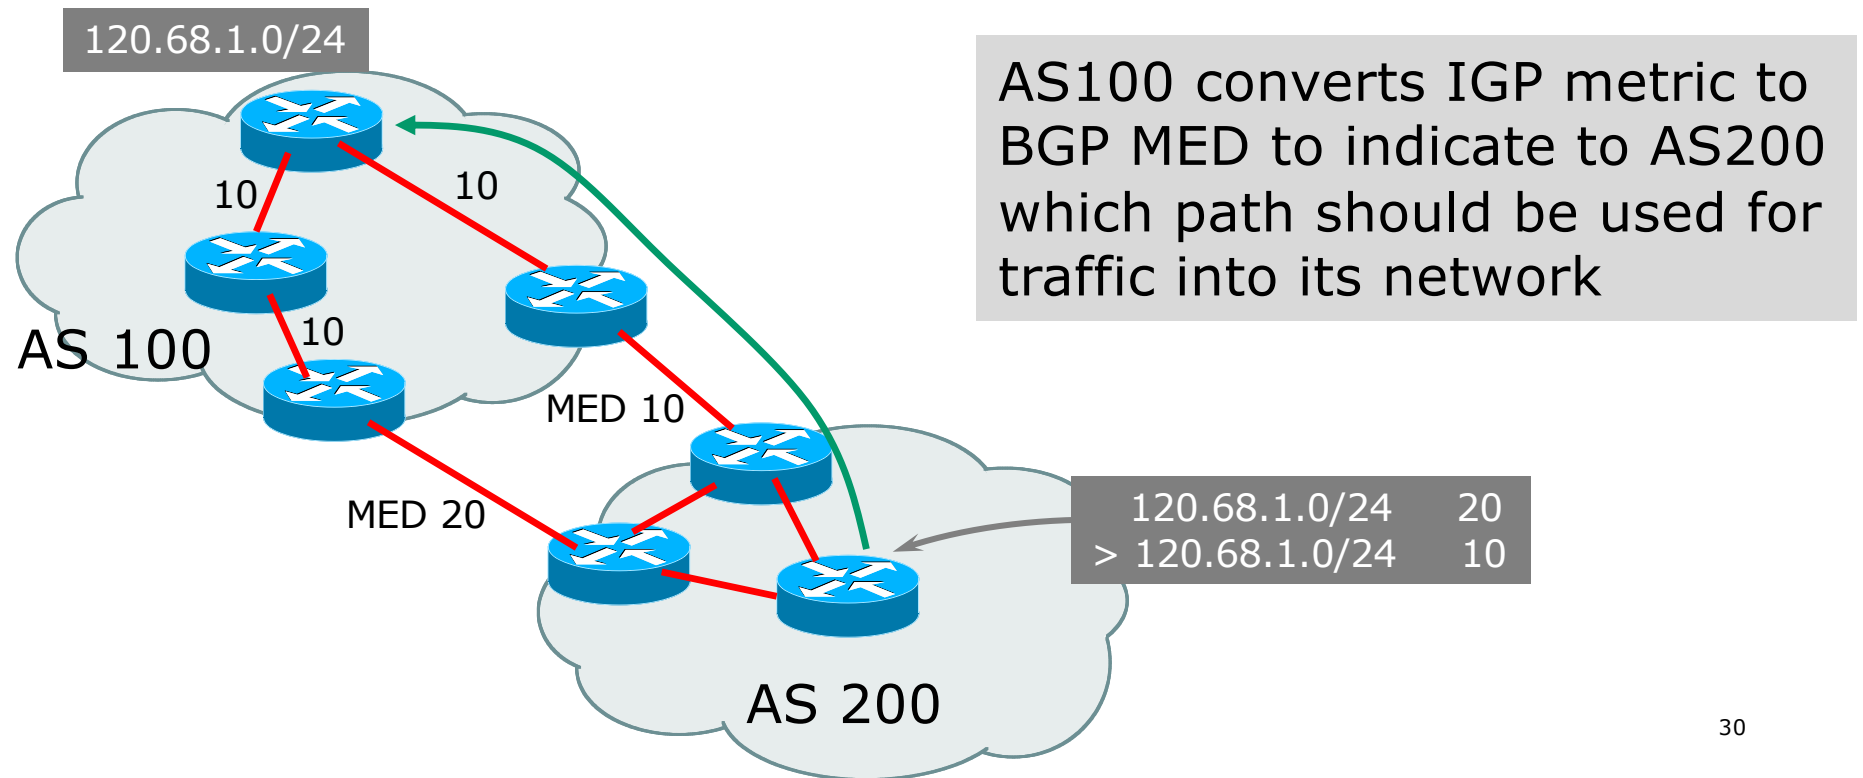 120.68.1.0/24
AS100 converts IGP metric to
BGP MED to indicate to AS200
which path should be used for
traffic into its network
10
10
10
AS 100
MED 10
MED 20
120.68.1.0/24 20
> 120.68.1.0/24 10
AS 200
30